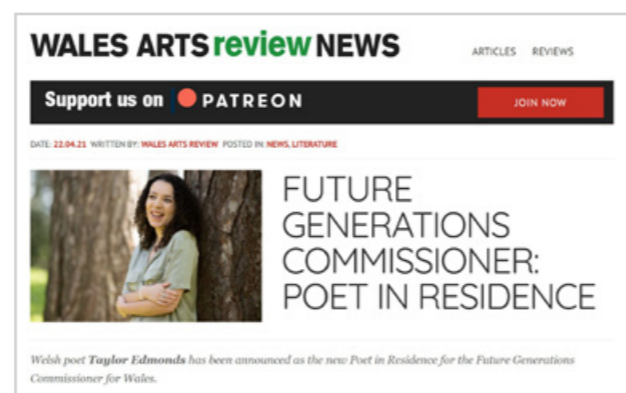 WALES ARTS review NEWS
ARTICLES REVIEWS
Support us on PATREON
JOIN NOW
DATE: 22.04.21 WRITTEN BY: WALES ARTS REVIEW POSTED IN: NEWS, LITERATURE
FUTURE
GENERATIONS
COMMISSIONER:
POET IN RESIDENCE
Welsh poet Taylor Edmonds has been announced as the new Poet in Residence for the Future Generations
Commissioner for Wales.